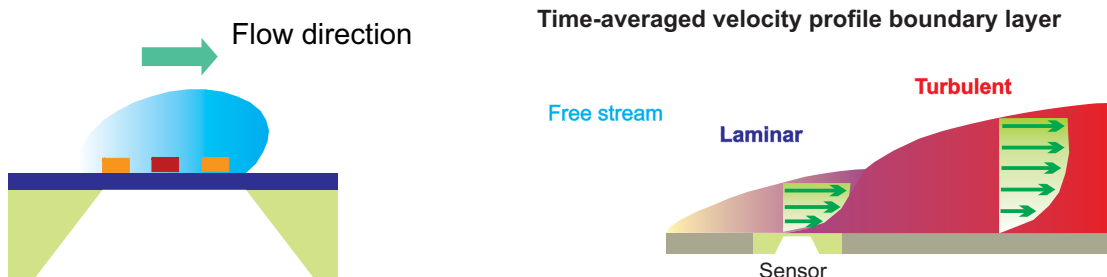 Flow direction
Time-averaged velocity profile boundary layer
Turbulent
Free stream
Laminar
Sensor